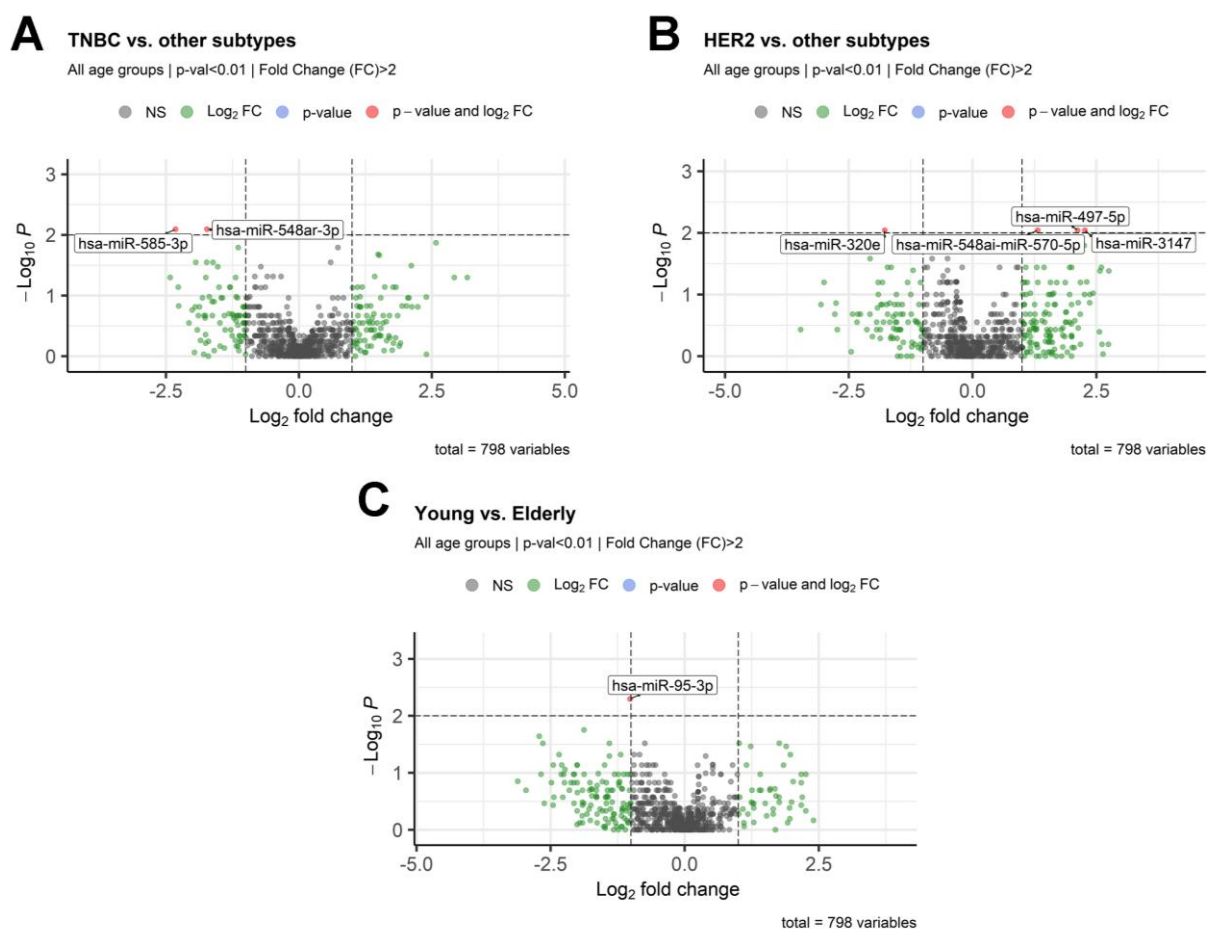 A
TNBC vs. other subtypes
All age groups | p-val<0.01 | Fold Change (FC)>2
NS Log₂ FC p-value p – value and log₂ FC
3
2
1
0
– Log₁₀ P
hsa-miR-585-3p
hsa-miR-548ar-3p
-2.5 0.0 2.5 5.0
Log₂ fold change
total = 798 variables
B
HER2 vs. other subtypes
All age groups | p-val<0.01 | Fold Change (FC)>2
NS Log₂ FC p-value p – value and log₂ FC
3
2
1
0
– Log₁₀ P
hsa-miR-497-5p
hsa-miR-320e
hsa-miR-548ai-miR-570-5p
hsa-miR-3147
-5.0 -2.5 0.0 2.5
Log₂ fold change
total = 798 variables
C
Young vs. Elderly
All age groups | p-val<0.01 | Fold Change (FC)>2
NS Log₂ FC p-value p – value and log₂ FC
3
2
1
0
– Log₁₀ P
hsa-miR-95-3p
-5.0 -2.5 0.0 2.5
Log₂ fold change
total = 798 variables